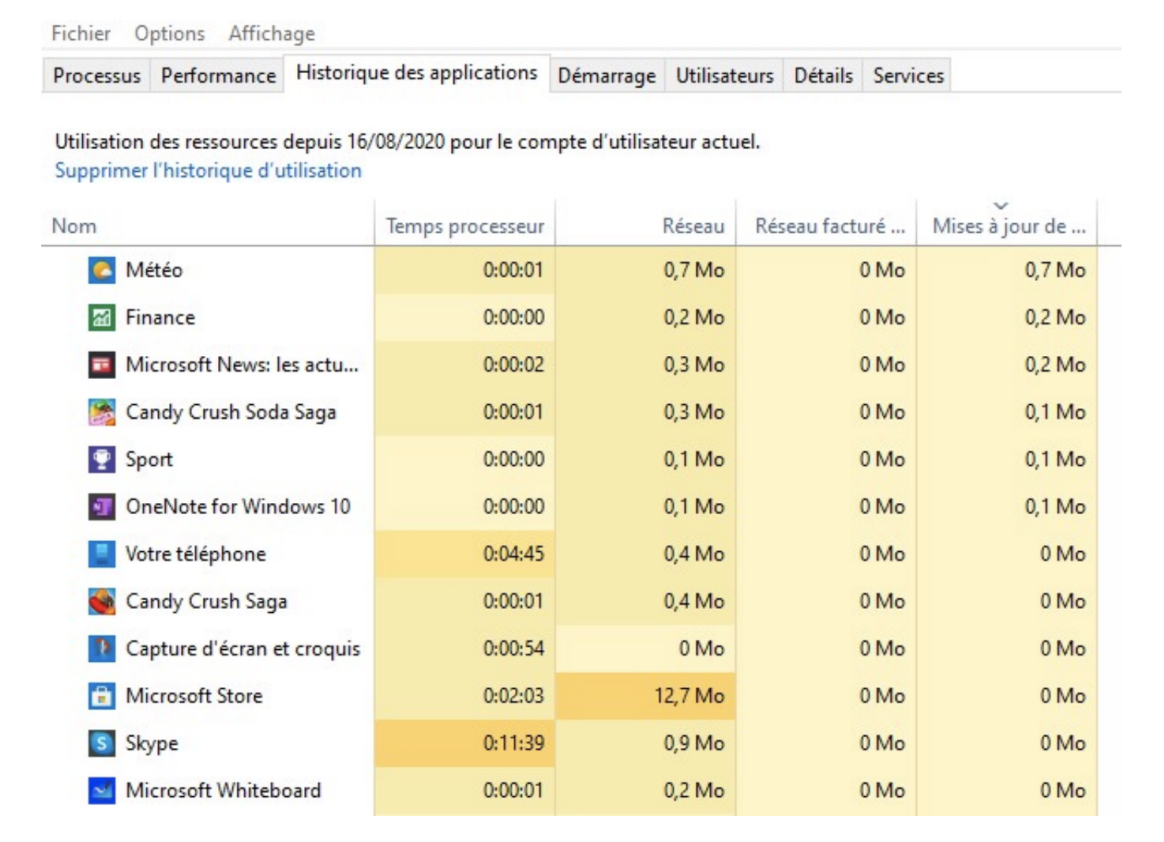 Fichier Options Affichage
Processus Performance Historique des applications Démarrage Utilisateurs Détails Services
Utilisation des ressources depuis 16/08/2020 pour le compte d'utilisateur actuel.
Supprimer l'historique d'utilisation
Nom Temps processeur Réseau Réseau facturé ... Mises à jour de ...
Météo 0:00:01 0,7 Mo 0 Mo 0,7 Mo
Finance 0:00:00 0,2 Mo 0 Mo 0,2 Mo
Microsoft News: les actu... 0:00:02 0,3 Mo 0 Mo 0,2 Mo
Candy Crush Soda Saga 0:00:01 0,3 Mo 0 Mo 0,1 Mo
Sport 0:00:00 0,1 Mo 0 Mo 0,1 Mo
OneNote for Windows 10 0:00:00 0,1 Mo 0 Mo 0,1 Mo
Votre téléphone 0:04:45 0,4 Mo 0 Mo 0 Mo
Candy Crush Saga 0:00:01 0,4 Mo 0 Mo 0 Mo
Capture d'écran et croquis 0:00:54 0 Mo 0 Mo 0 Mo
Microsoft Store 0:02:03 12,7 Mo 0 Mo 0 Mo
Skype 0:11:39 0,9 Mo 0 Mo 0 Mo
Microsoft Whiteboard 0:00:01 0,2 Mo 0 Mo 0 Mo